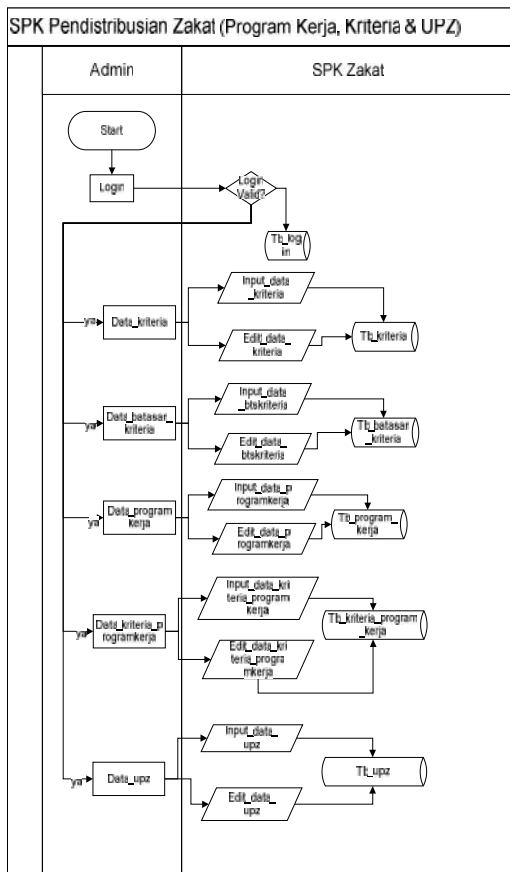 SPK Pendistribusian Zakat (Program Kerja, Kriteria & UPZ)
Admin
SPK Zakat
Start
Login
Login
Valid?
Tb_log
in
Input_data
_kriteria
ya
Data_kriteria
Edit_data_
kriteria
Tb_kriteria
Input_data
_btskriteria
ya
Data_batasar_
kriteria
Edit_data_
btskriteria
Tb_batasar
_kriteria
Input_data_p
rogramkerja
ya
Data_program
kerja
Edit_data_p
rogramkerja
Tb_program_
kerja
Input_data_kri
teria_program
kerja
ya
Data_kriteria_p
rogramkerja
Edit_data_kri
teria_progra
mkerja
Tb_kriteria_program
_kerja
Input_data_
upz
ya
Data_upz
Edit_data_
upz
Tb_upz